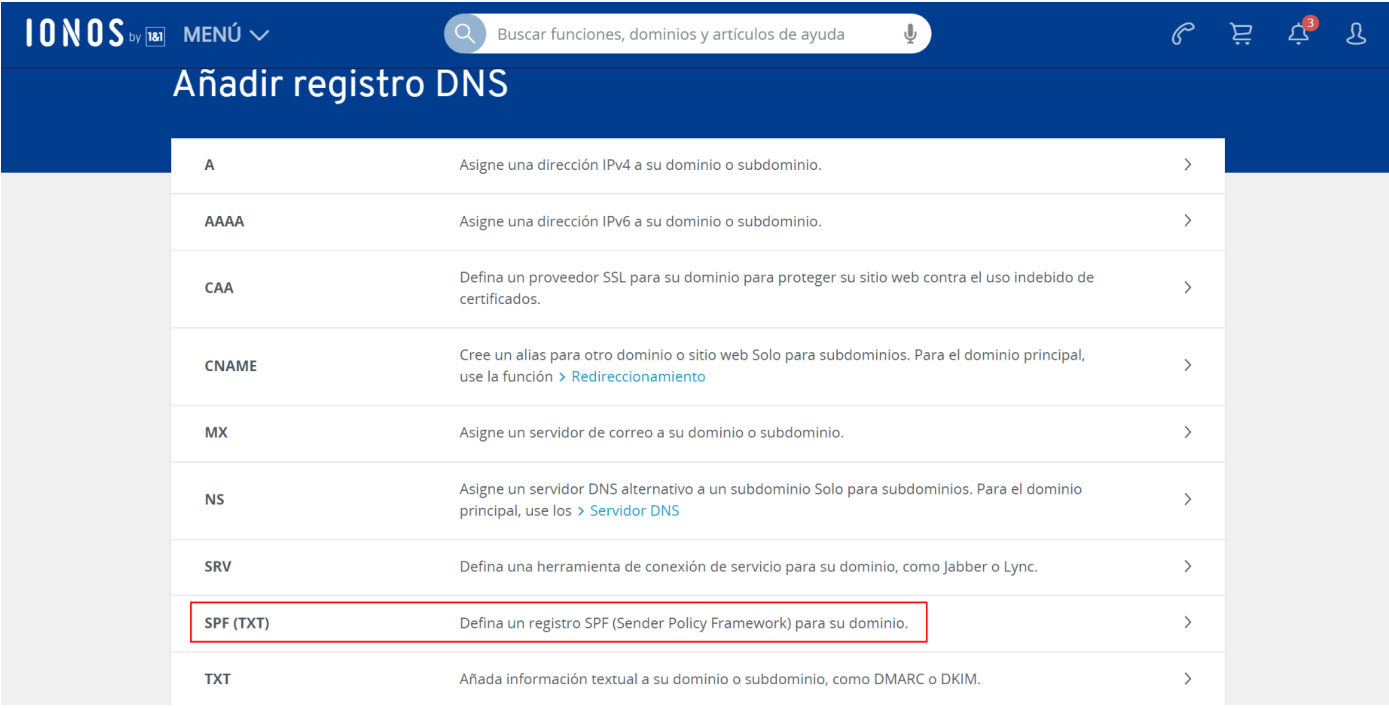 IONOS by 1&1 MENÚ Buscar funciones, dominios y artículos de ayuda 3
Añadir registro DNS
A Asigne una dirección IPv4 a su dominio o subdominio.
AAAA Asigne una dirección IPv6 a su dominio o subdominio.
CAA Defina un proveedor SSL para su dominio para proteger su sitio web contra el uso indebido de
certificados.
CNAME Cree un alias para otro dominio o sitio web Solo para subdominios. Para el dominio principal,
use la función > Redireccionamiento
MX Asigne un servidor de correo a su dominio o subdominio.
NS Asigne un servidor DNS alternativo a un subdominio Solo para subdominios. Para el dominio
principal, use los > Servidor DNS
SRV Defina una herramienta de conexión de servicio para su dominio, como Jabber o Lync.
SPF (TXT) Defina un registro SPF (Sender Policy Framework) para su dominio.
TXT Añada información textual a su dominio o subdominio, como DMARC o DKIM.